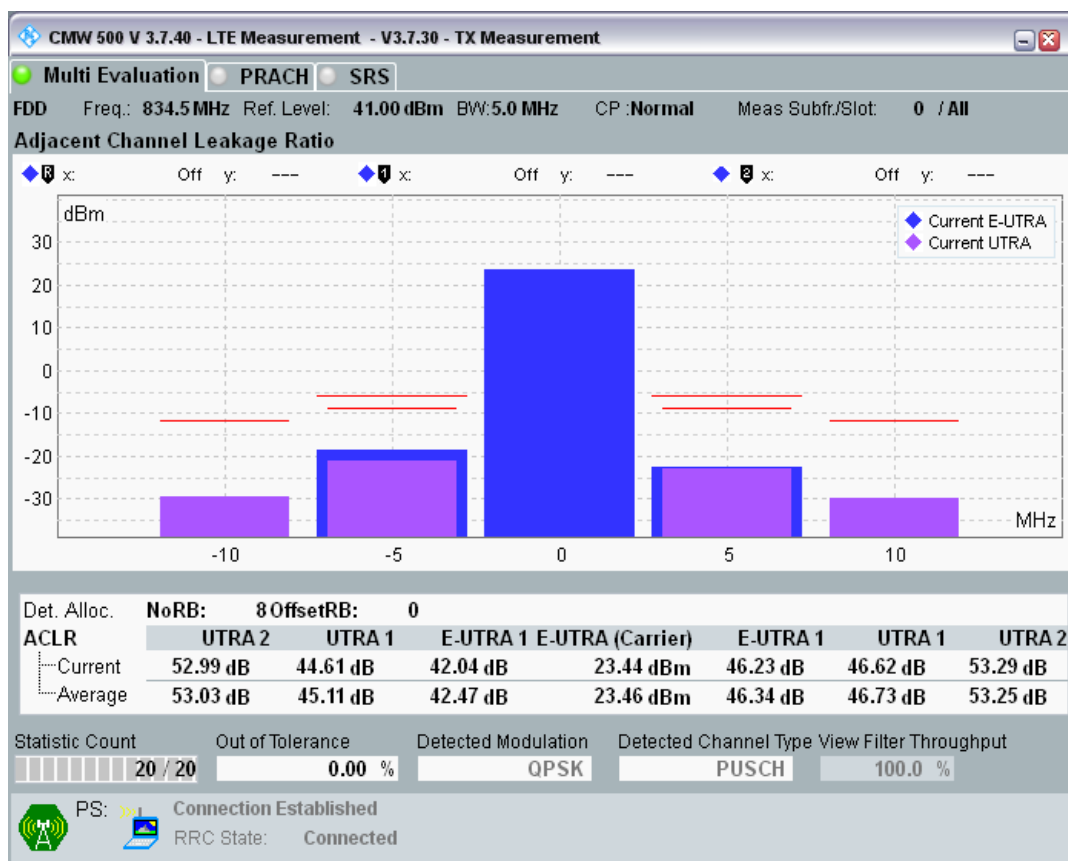 CMW 500 V 3.7.40 - LTE Measurement - V3.7.30 - TX Measurement
Multi Evaluation PRACH SRS
FDD Freq.: 834.5 MHz Ref. Level: 41.00 dBm BW:5.0 MHz CP :Normal Meas Subfr./Slot: 0 / All
Adjacent Channel Leakage Ratio
R x: Off y: --- 1 x: Off y: --- 2 x: Off y: ---
dBm
Current E-UTRA
Current UTRA
30
20
10
0
-10
-20
-30
MHz
-10 -5 0 5 10
Det. Alloc. NoRB: 8 OffsetRB: 0
ACLR UTRA 2 UTRA 1 E-UTRA 1 E-UTRA (Carrier) E-UTRA 1 UTRA 1 UTRA 2
Current 52.99 dB 44.61 dB 42.04 dB 23.44 dBm 46.23 dB 46.62 dB 53.29 dB
Average 53.03 dB 45.11 dB 42.47 dB 23.46 dBm 46.34 dB 46.73 dB 53.25 dB
Statistic Count Out of Tolerance Detected Modulation Detected Channel Type View Filter Throughput
20 / 20 0.00 % QPSK PUSCH 100.0 %
PS: Connection Established
RRC State: Connected